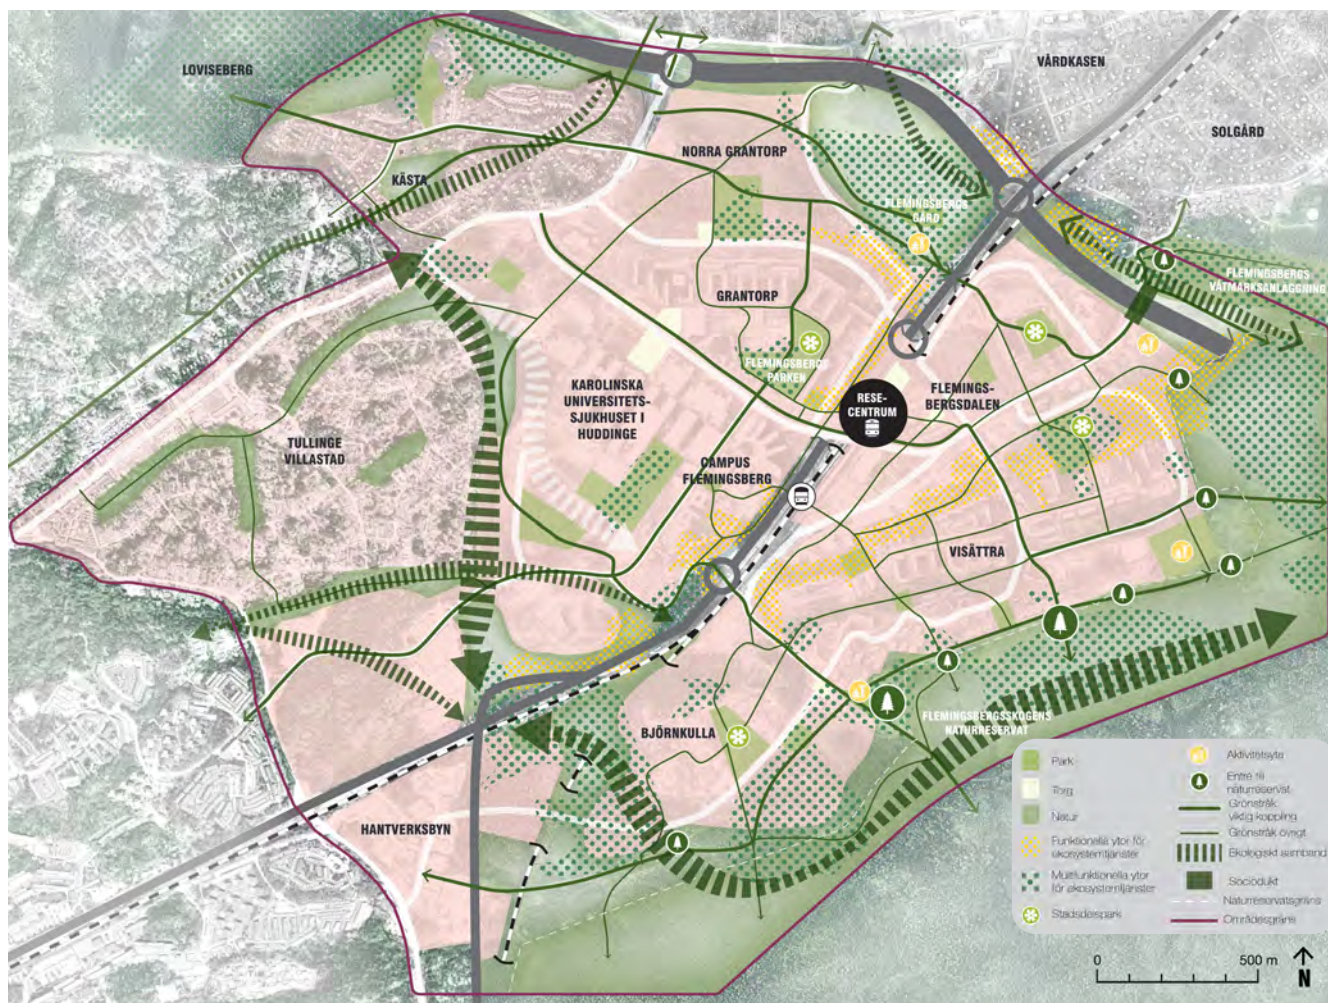 LOVISEBERG
VÅRDKASEN
SOLGÅRD
NORRA GRANTORP
KÄSTA
FLEMINGSBERGS
GÅRD
FLEMINGSBERGS
VÅTMARKSANLÄGGNING
GRANTORP
FLEMINGSBERGS
PARKEN
KAROLINSKA
UNIVERSITETS-
SJUKHUSET I
HUDDINGE
RESE-
CENTRUM
FLEMINGS-
BERGSDALEN
TULLINGE
VILLASTAD
CAMPUS
FLEMINGSBERG
VISÄTTRA
BJÖRNKULLA
FLEMINGSBERGSSKOGENS
NATURRESERVAT
HANTVERKSBYN
Park
Torg
Natur
Funktionella ytor för
ekosystemtjänster
Multifunktionella ytor
för ekosystemtjänster
Stadsdelspark
Aktivitetsyta
Entré till
naturreservat
Grönstråk
viktig koppling
Grönstråk övrigt
Ekologiskt samband
Sociodukt
Naturreservatsgräns
Områdesgräns
0 500 m
N